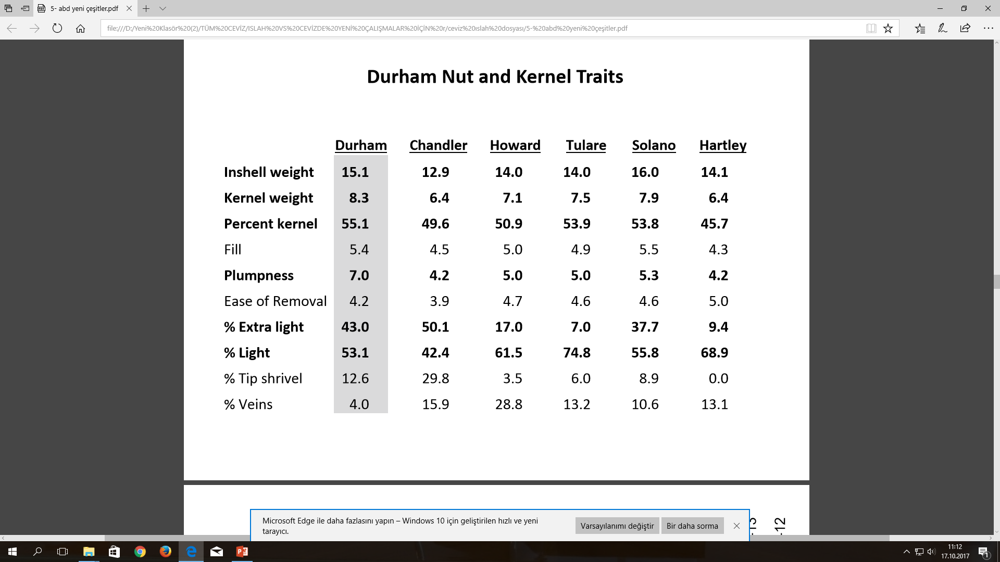 5- abd yeni çeşitler.pdf
file:///D:/Yeni%20Klasör%20(2)/TÜM%20CEVİZ/ISLAH%20VS%20CEVİZDE%20YENİ%20ÇALIŞMALAR%20İÇİN%20r/ceviz%20ıslah%20dosyası/5-%20abd%20yeni%20çeşitler.pdf
Durham Nut and Kernel Traits
Durham Chandler Howard Tulare Solano Hartley
Inshell weight 15.1 12.9 14.0 14.0 16.0 14.1
Kernel weight 8.3 6.4 7.1 7.5 7.9 6.4
Percent kernel 55.1 49.6 50.9 53.9 53.8 45.7
Fill 5.4 4.5 5.0 4.9 5.5 4.3
Plumpness 7.0 4.2 5.0 5.0 5.3 4.2
Ease of Removal 4.2 3.9 4.7 4.6 4.6 5.0
% Extra light 43.0 50.1 17.0 7.0 37.7 9.4
% Light 53.1 42.4 61.5 74.8 55.8 68.9
% Tip shrivel 12.6 29.8 3.5 6.0 8.9 0.0
% Veins 4.0 15.9 28.8 13.2 10.6 13.1
Microsoft Edge ile daha fazlasını yapın – Windows 10 için geliştirilen hızlı ve yeni
tarayıcı.
Varsayılanımı değiştir Bir daha sorma
-12
11:12
17.10.2017
1